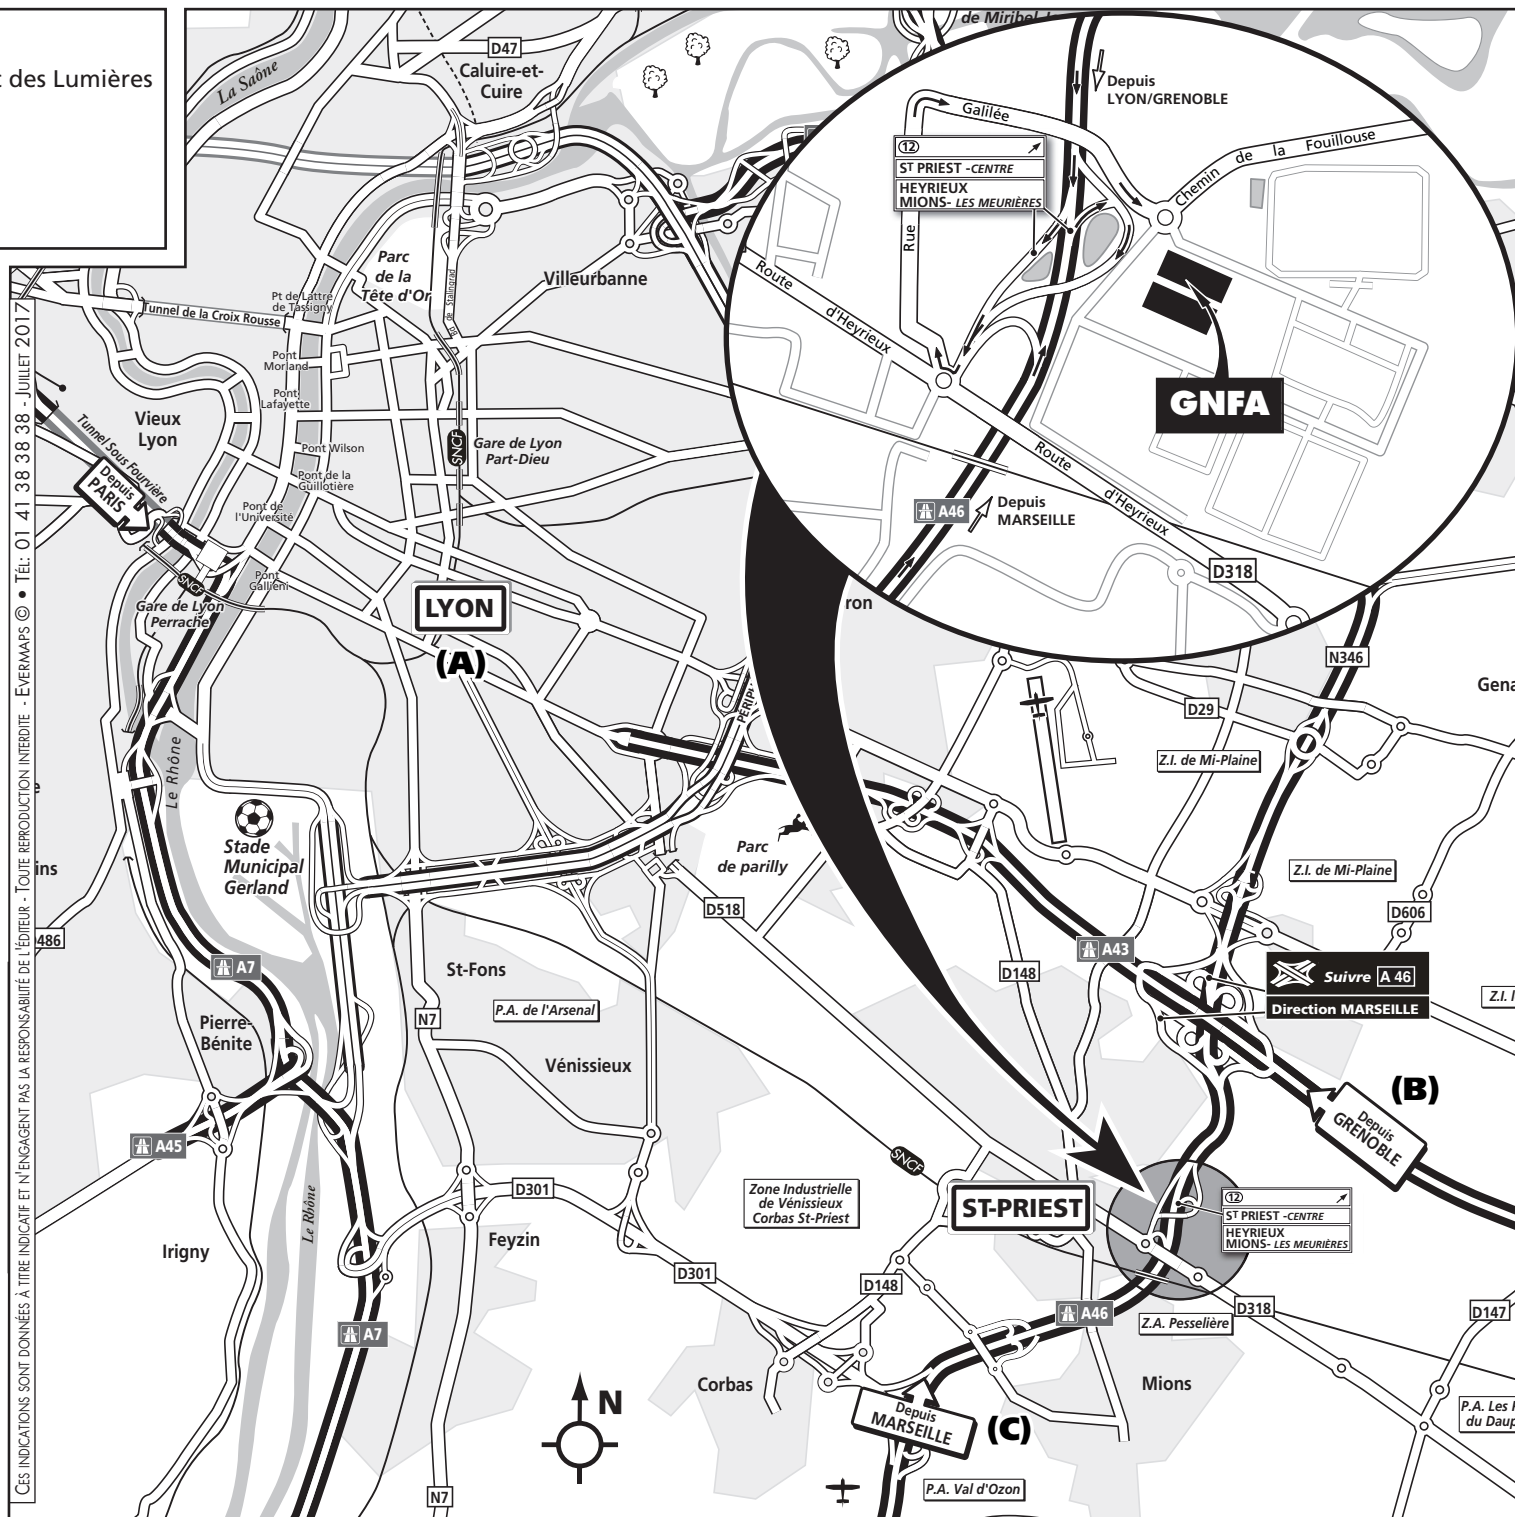 t des Lumières
CES INDICATIONS SONT DONNÉES À TITRE INDICATIF ET N'ENGAGENT PAS LA RESPONSABILITÉ DE L'ÉDITEUR - TOUTE REPRODUCTION INTERDITE - EVERMAPS © • TÉL: 01 41 38 38 38 - JUILLET 2017
La Saône
D47
Caluire-et-
Cuire
de Miribel-
Depuis
LYON/GRENOBLE
Galilée
12
ST PRIEST -CENTRE
HEYRIEUX
MIONS- LES MEURIÈRES
Rue
Chemin
de la Fouillouse
Route
d'Heyrieux
GNFA
Route
d'Heyrieux
A46
Depuis
MARSEILLE
D318
Parc
de la
Tête d'Or
Villeurbanne
Bd de Stalingrad
Pt de Lattre
de Tassigny
Tunnel de la Croix Rousse
Pont
Morland
Pont
Lafayette
Vieux
Lyon
Tunnel Sous Fourvière
Pont Wilson
SNCF
Gare de Lyon
Part-Dieu
Pont de la
Guillotière
Depuis
PARIS
Pont de
l'Université
Pont
Gallieni
SNCF
Gare de Lyon
Perrache
LYON
(A)
ron
N346
Gena
D29
Z.I. de Mi-Plaine
PÉRIPH
Le Rhône
Stade
Municipal
Gerland
Parc
de parilly
Z.I. de Mi-Plaine
ins
D518
D606
486
A7
St-Fons
D148
A43
Suivre A 46
Direction MARSEILLE
Z.I. l
P.A. de l'Arsenal
N7
Pierre-
Bénite
Vénissieux
(B)
Depuis
GRENOBLE
A45
SNCF
D301
Zone Industrielle
de Vénissieux
Corbas St-Priest
ST-PRIEST
12
ST PRIEST -CENTRE
HEYRIEUX
MIONS- LES MEURIÈRES
Le Rhône
Irigny
Feyzin
D301
D148
A46
D318
Z.A. Pesselière
D147
A7
Corbas
Mions
N
Depuis
MARSEILLE
(C)
P.A. Les
du Daup
N7
P.A. Val d'Ozon